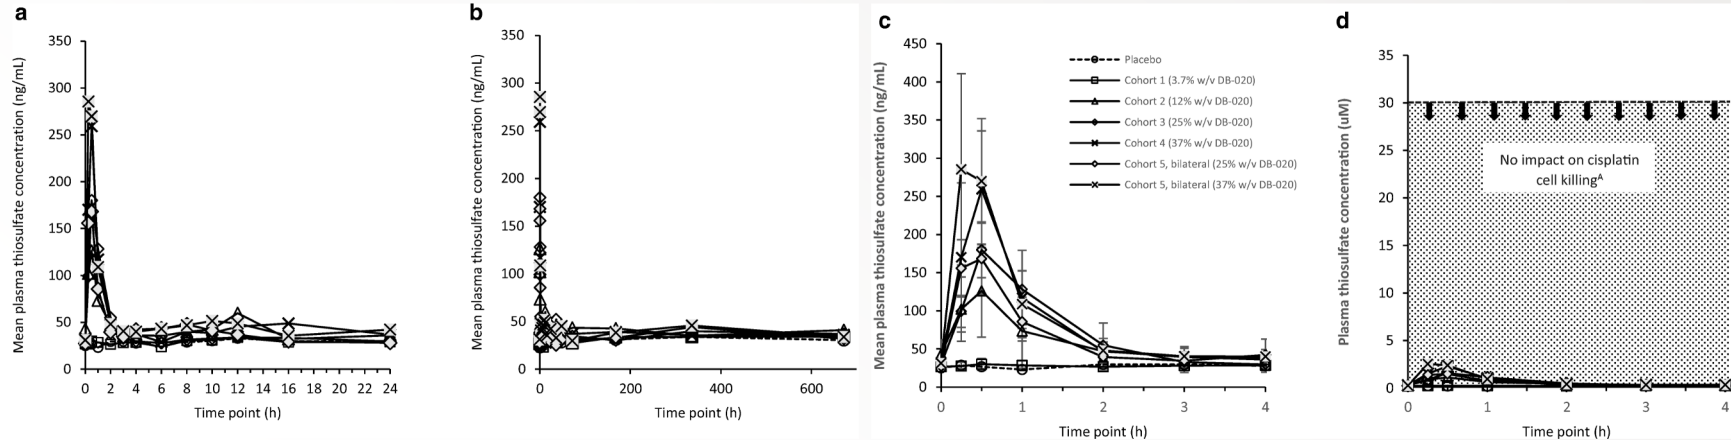 a
Mean plasma thiosulfate concentration (ng/mL)
350
300
250
200
150
100
50
0
0 2 4 6 8 10 12 14 16 18 20 22 24
Time point (h)
b
Mean plasma thiosulfate concentration (ng/mL)
350
300
250
200
150
100
50
0
0 200 400 600
Time point (h)
c
Mean plasma thiosulfate concentration (ng/mL)
450
400
350
300
250
200
150
100
50
0
0 1 2 3 4
Time point (h)
Placebo
Cohort 1 (3.7% w/v DB-020)
Cohort 2 (12% w/v DB-020)
Cohort 3 (25% w/v DB-020)
Cohort 4 (37% w/v DB-020)
Cohort 5, bilateral (25% w/v DB-020)
Cohort 5, bilateral (37% w/v DB-020)
d
Plasma thiosulfate concentration (uM)
35
30
25
20
15
10
5
0
No impact on cisplatin
cell killingᴬ
0 1 2 3 4
Time point (h)